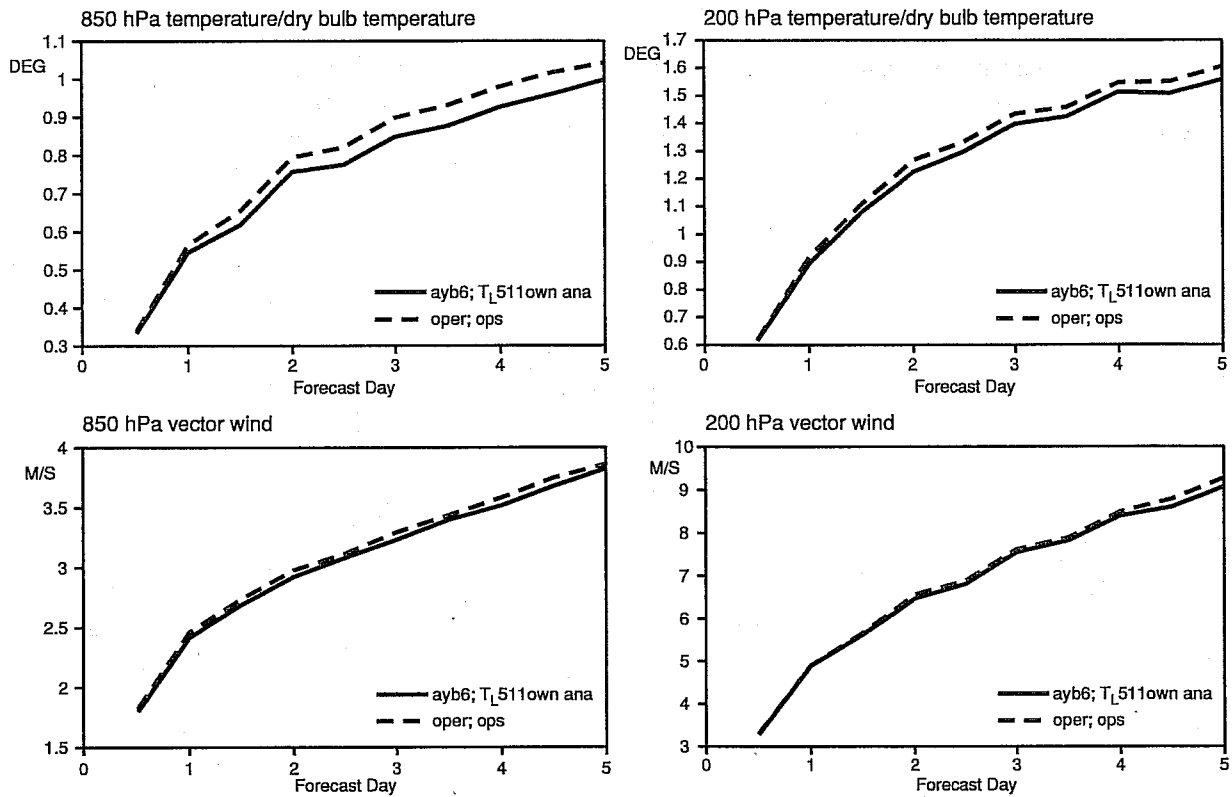 850 hPa temperature/dry bulb temperature
DEG
1.1
1
0.9
0.8
0.7
0.6
0.5
0.4
0.3
ayb6; TL511own ana
oper; ops
0 1 2 3 4 5
Forecast Day
200 hPa temperature/dry bulb temperature
DEG
1.7
1.6
1.5
1.4
1.3
1.2
1.1
1
0.9
0.8
0.7
0.6
ayb6; TL511own ana
oper; ops
0 1 2 3 4 5
Forecast Day
850 hPa vector wind
M/S
4
3.5
3
2.5
2
1.5
ayb6; TL511own ana
oper; ops
0 1 2 3 4 5
Forecast Day
200 hPa vector wind
M/S
10
9
8
7
6
5
4
3
ayb6; TL511own ana
oper; ops
0 1 2 3 4 5
Forecast Day